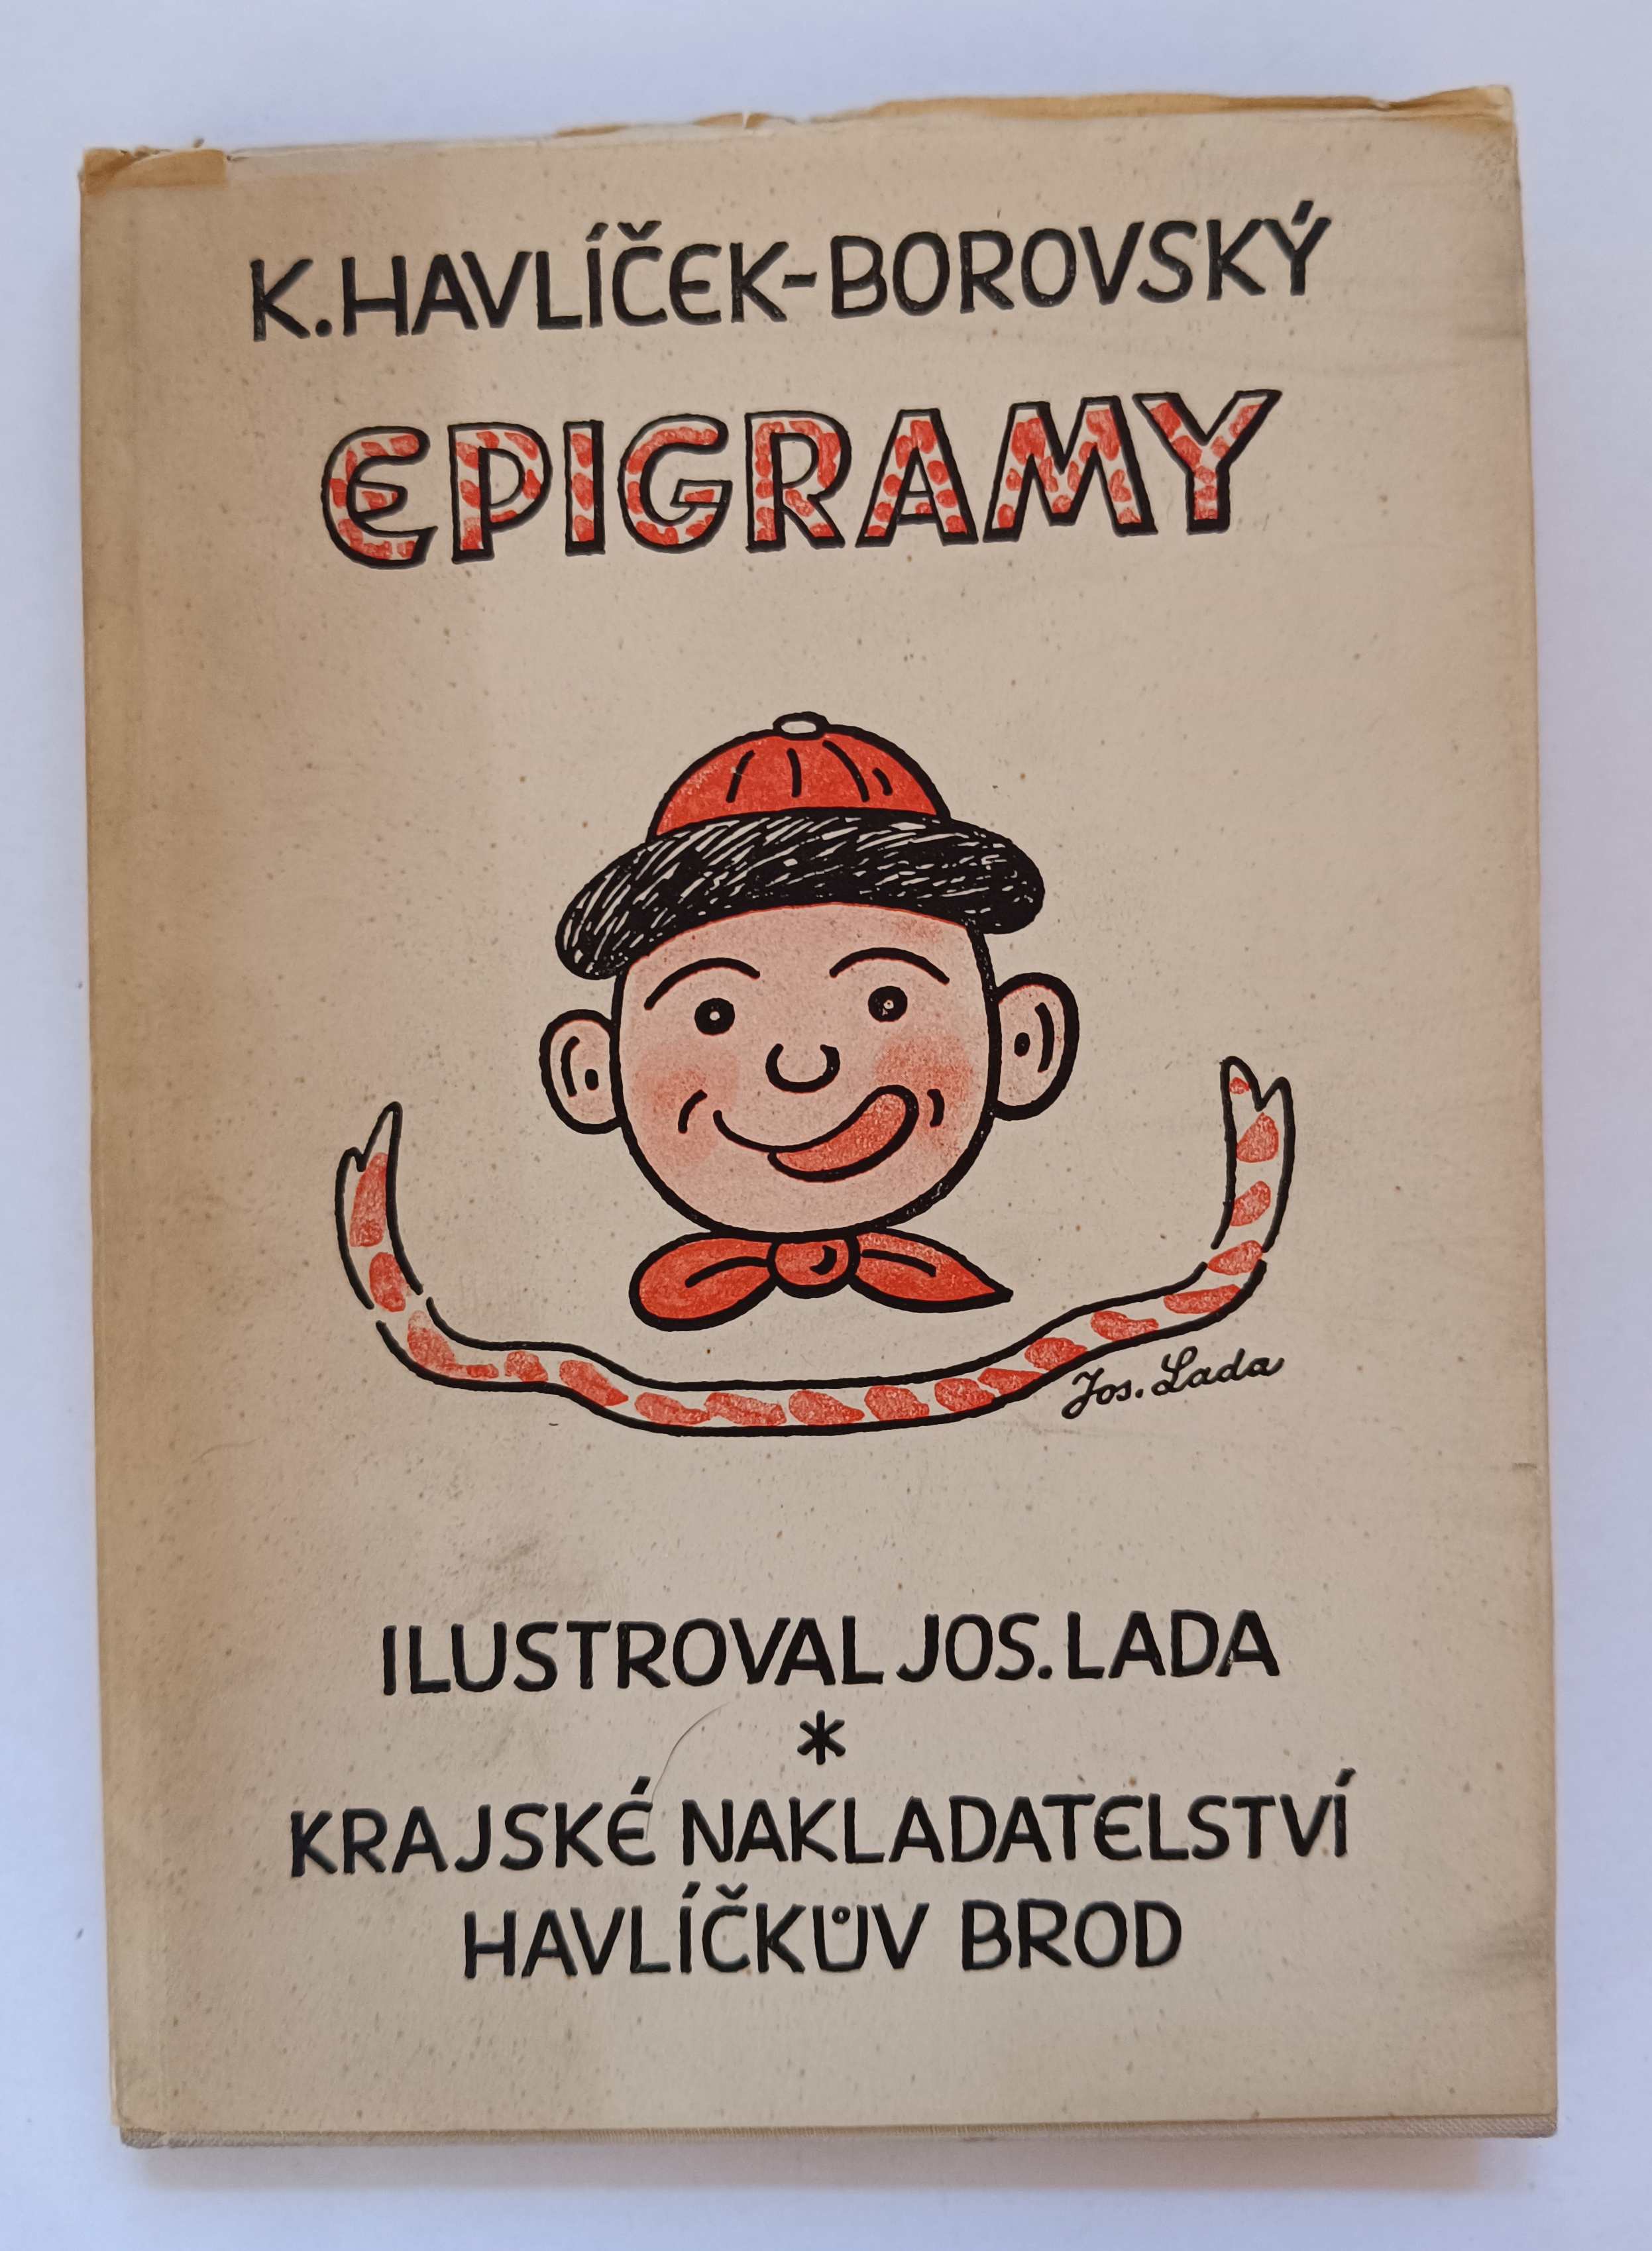 K. HAVLÍČEK-BOROVSKÝ
EPIGRAMY
Jos. Lada
ILUSTROVAL JOS. LADA
*
KRAJSKÉ NAKLADATELSTVÍ
HAVLÍČKŮV BROD